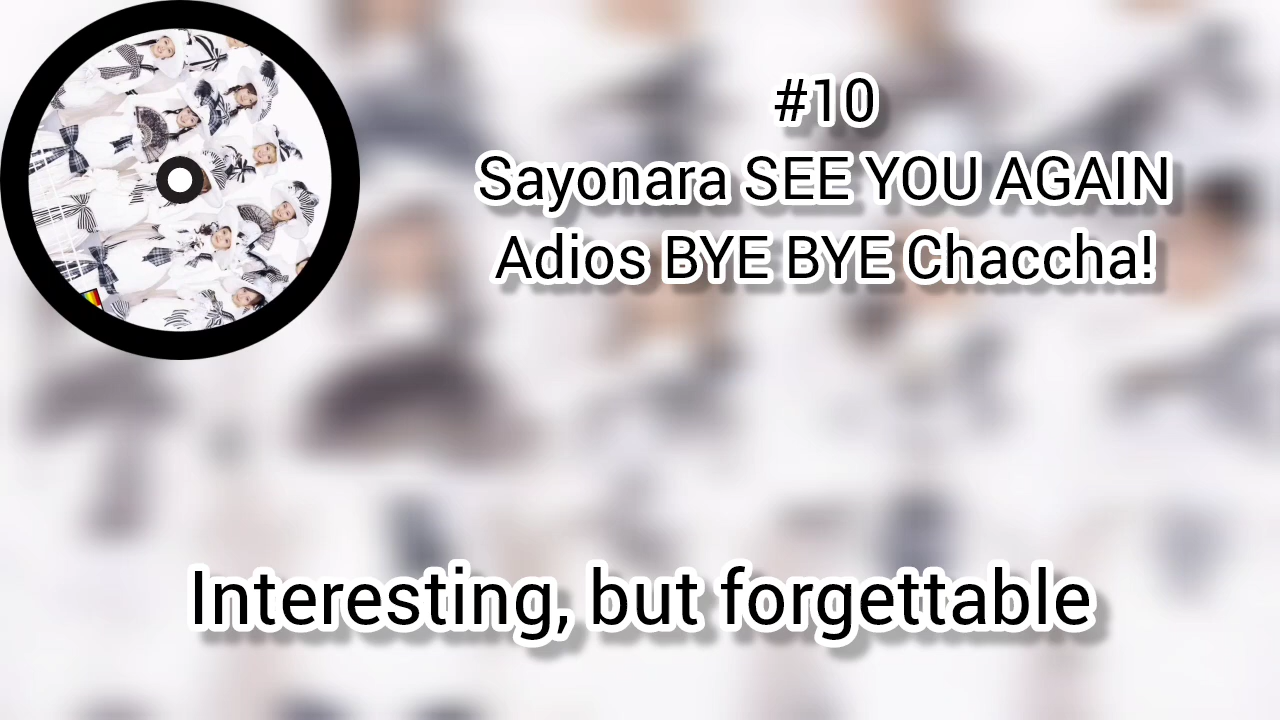 #10
Sayonara SEE YOU AGAIN
Adios BYE BYE Chaccha!
Interesting, but forgettable